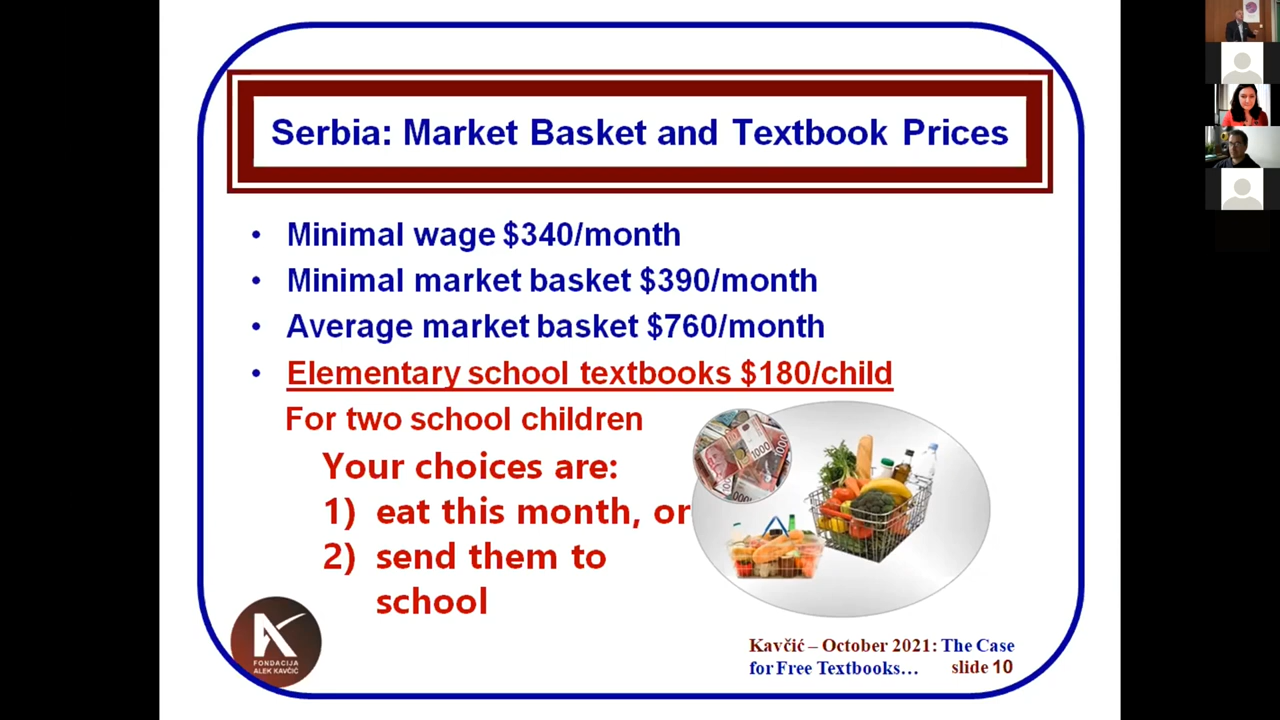 Serbia: Market Basket and Textbook Prices
• Minimal wage $340/month
• Minimal market basket $390/month
• Average market basket $760/month
• Elementary school textbooks $180/child
For two school children
Your choices are:
1) eat this month, or
2) send them to
school
1000
FONDACIJA
ALEK KAVČIĆ
Kavčić – October 2021: The Case
for Free Textbooks… slide 10